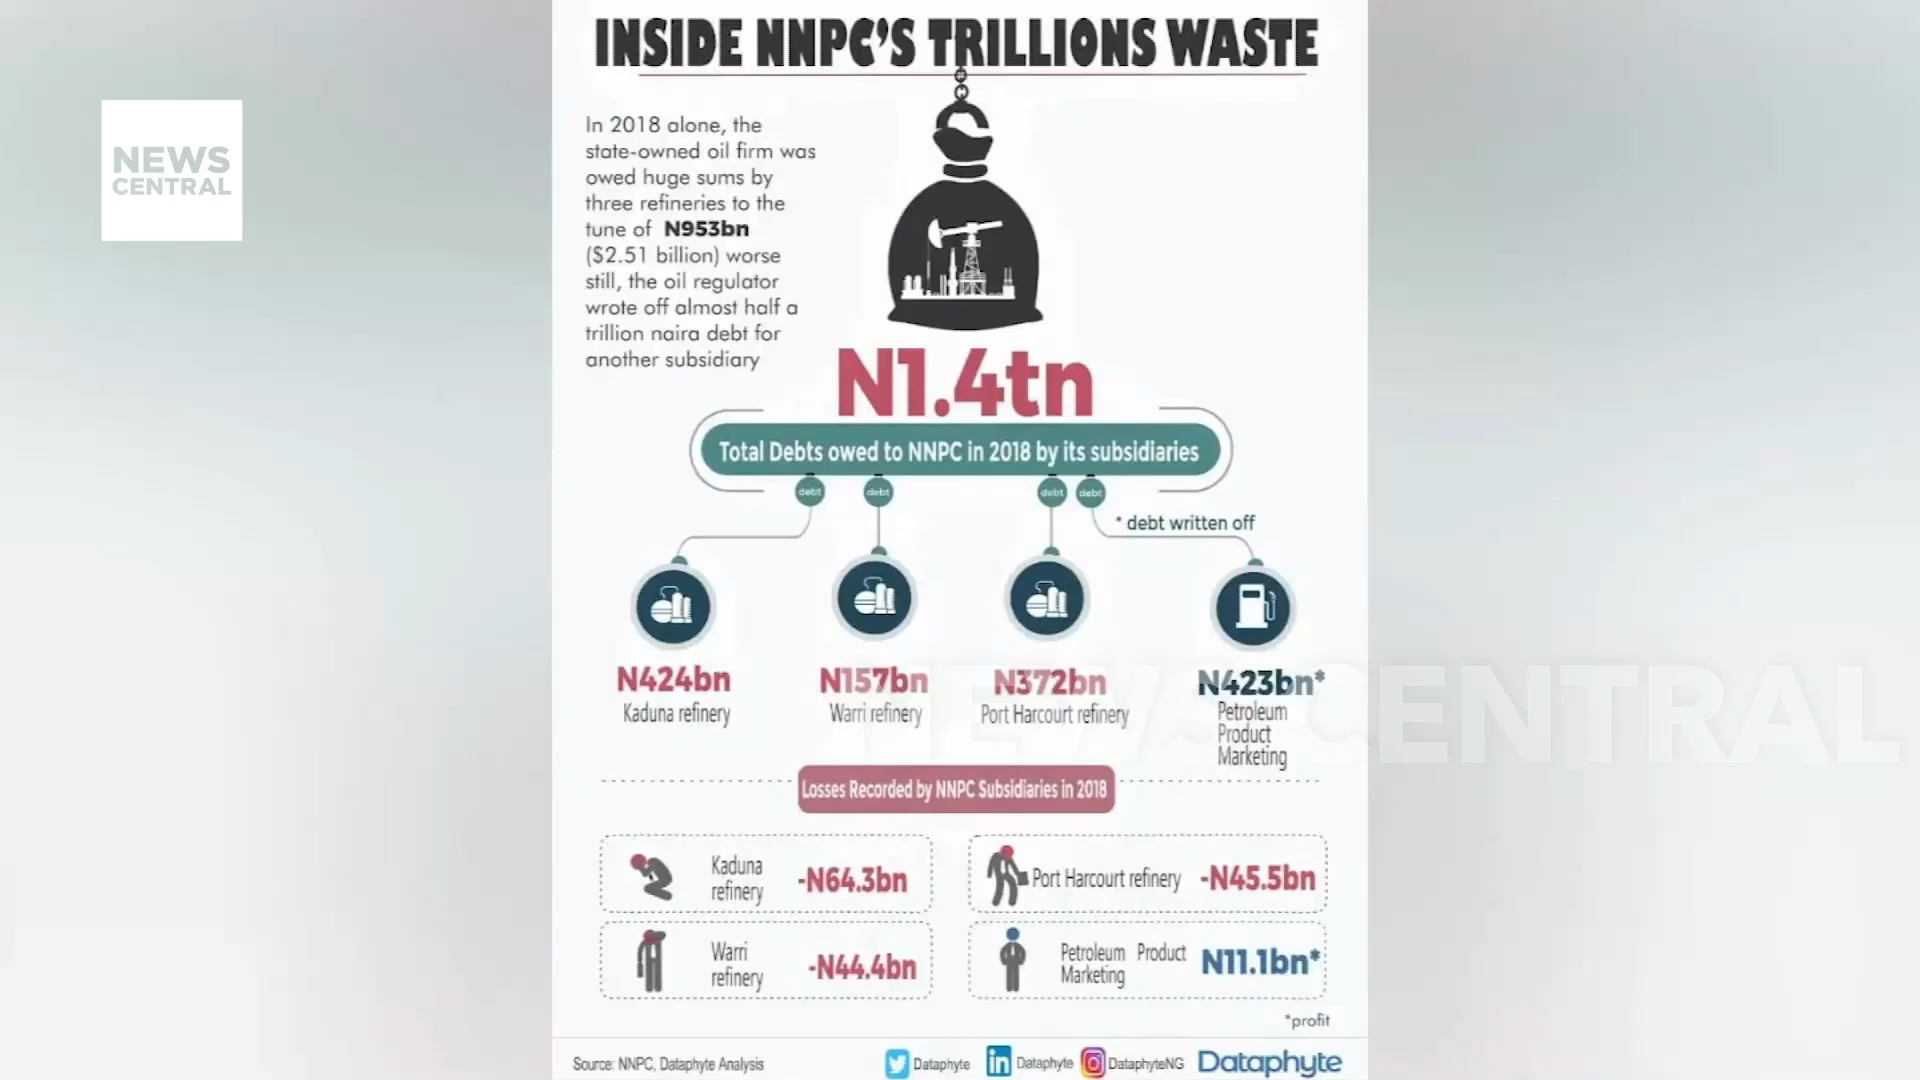 INSIDE NNPC'S TRILLIONS WASTE
NEWS
CENTRAL
In 2018 alone, the
state-owned oil firm was
owed huge sums by
three refineries to the
tune of N953bn
($2.51 billion) worse
still, the oil regulator
wrote off almost half a
trillion naira debt for
another subsidiary
N1.4tn
Total Debts owed to NNPC in 2018 by its subsidiaries
debt debt debt debt
* debt written off
N424bn
Kaduna refinery
N157bn
Warri refinery
N372bn
Port Harcourt refinery
N423bn*
Petroleum
Product
Marketing
NEWS CENTRAL
Losses Recorded by NNPC Subsidiaries in 2018
Kaduna
refinery
-N64.3bn
Port Harcourt refinery -N45.5bn
Warri
refinery
-N44.4bn
Petroleum Product
Marketing
N11.1bn*
*profit
Source: NNPC, Dataphyte Analysis
Dataphyte
in Dataphyte
DataphyteNG
Dataphyte